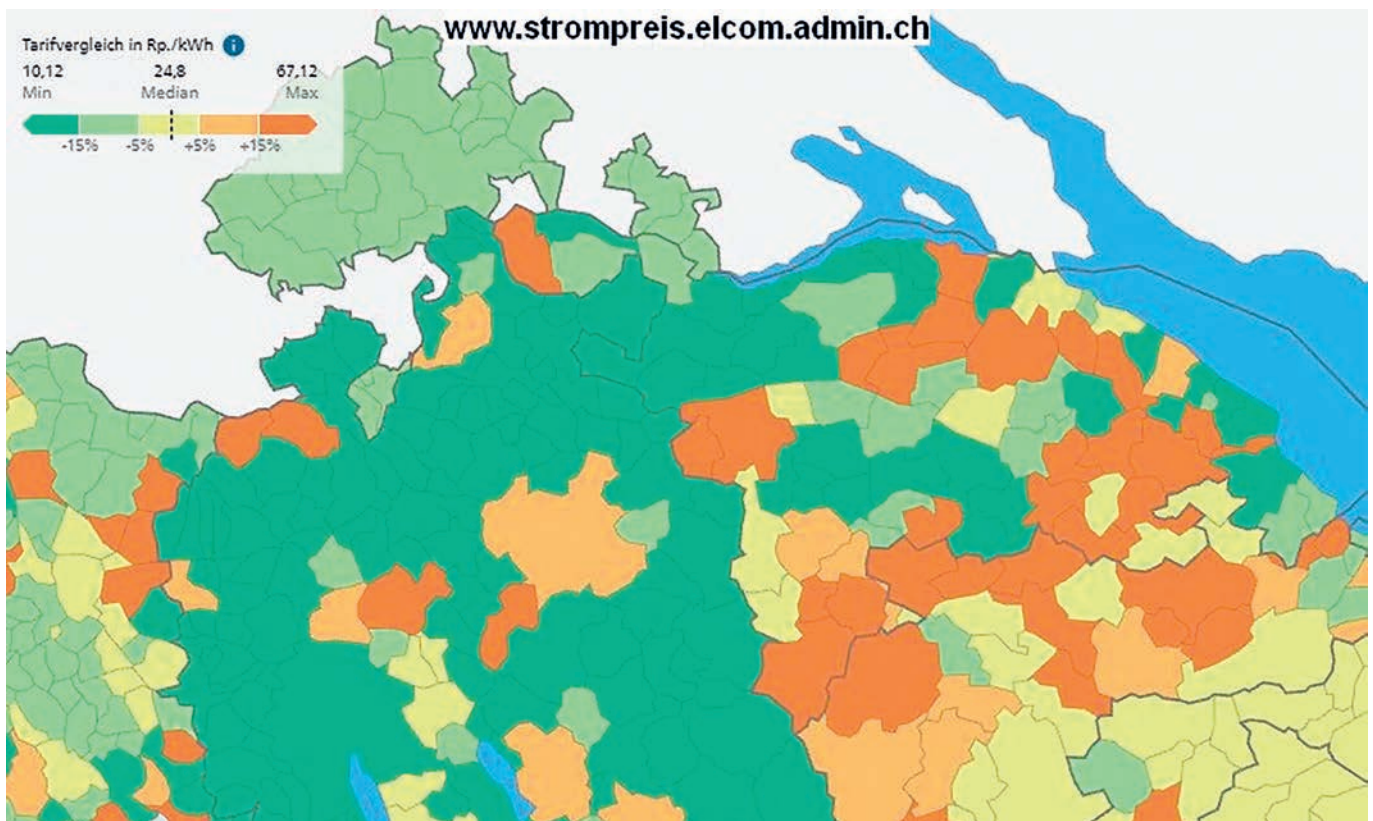 www.strompreis.elcom.admin.ch
Tarifvergleich in Rp./kWh i
10,12 24,8 67,12
Min Median Max
-15% -5% +5% +15%